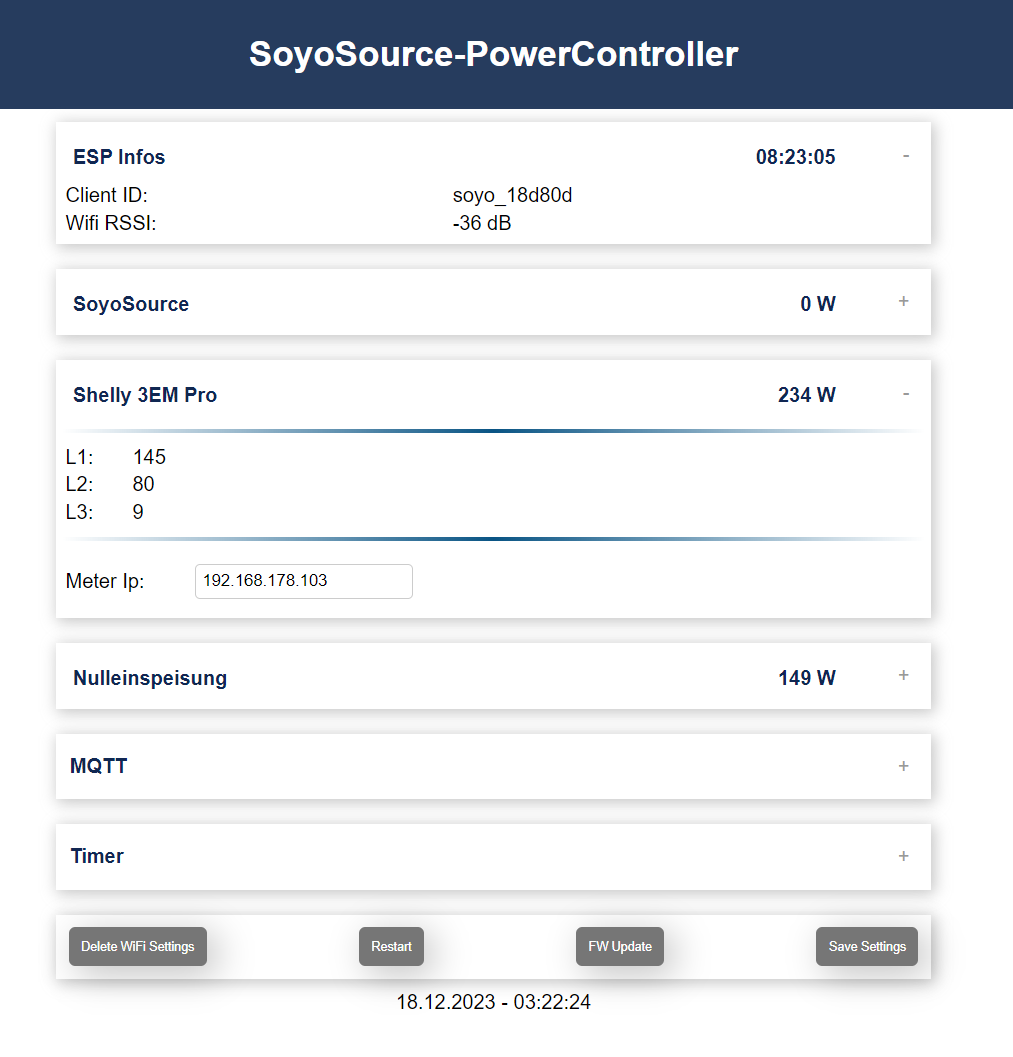 SoyoSource-PowerController
ESP Infos 08:23:05 -
Client ID: soyo_18d80d
Wifi RSSI: -36 dB
SoyoSource 0 W +
Shelly 3EM Pro 234 W -
L1: 145
L2: 80
L3: 9
Meter Ip: 192.168.178.103
Nulleinspeisung 149 W +
MQTT +
Timer +
Delete WiFi Settings Restart FW Update Save Settings
18.12.2023 - 03:22:24